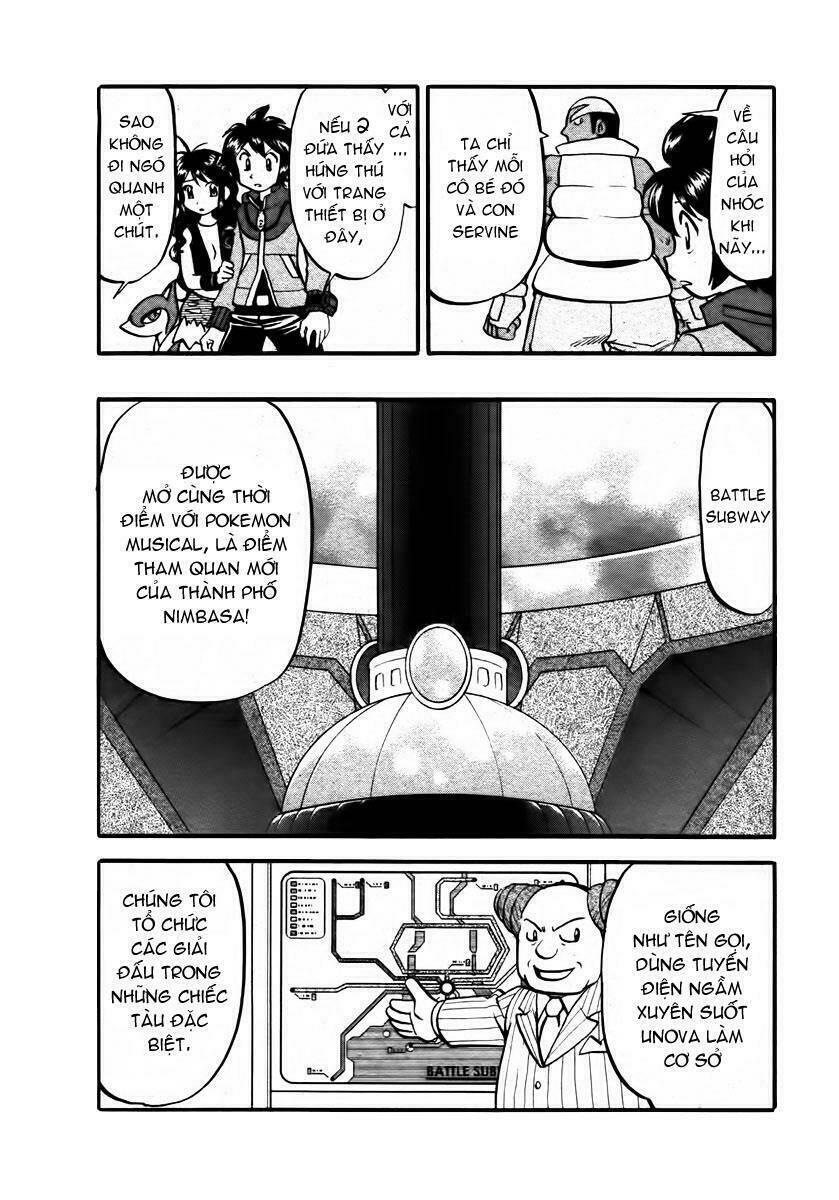 VỀ
CÂU
HỎI
CỦA
NHÓC
KHI
NÃY...
TA CHỈ
THẤY MỖI
CÔ BÉ ĐÓ
VÀ CON
SERVINE
VỚI
CẢ
...
NẾU 2
ĐỨA THẤY
HỨNG THÚ
VỚI TRANG
THIẾT BỊ Ở
ĐÂY,
SAO
KHÔNG
ĐI NGÓ
QUANH
MỘT
CHÚT.
BATTLE
SUBWAY
ĐƯỢC
MỞ CÙNG THỜI
ĐIỂM VỚI POKEMON
MUSICAL, LÀ ĐIỂM
THAM QUAN MỚI
CỦA THÀNH PHỐ
NIMBASA!
GIỐNG
NHƯ TÊN GỌI,
DÙNG TUYẾN
ĐIỆN NGẦM
XUYÊN SUỐT
UNOVA LÀM
CƠ SỞ
BATTLE SUB
CHÚNG TÔI
TỔ CHỨC
CÁC GIẢI
ĐẤU TRONG
NHỮNG CHIẾC
TÀU ĐẶC
BIỆT.